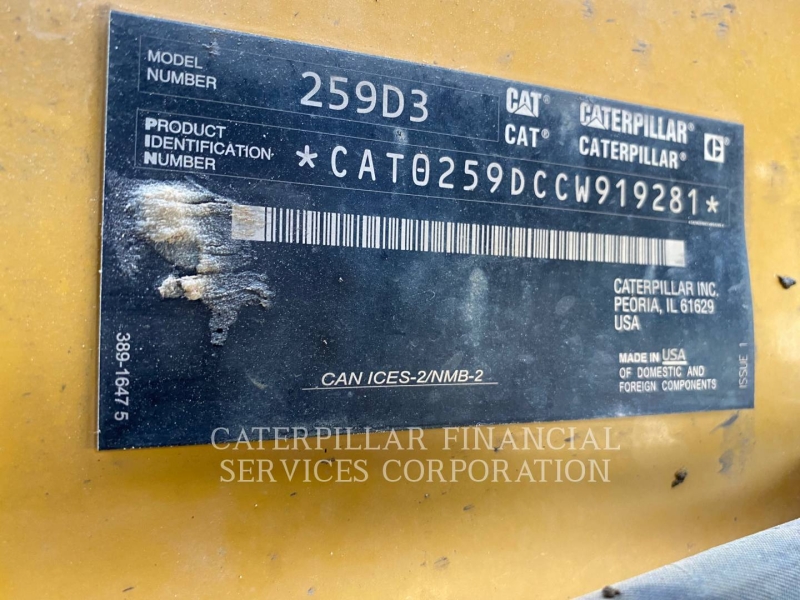 MODEL NUMBER
259D3
CAT® CATERPILLAR®
CAT® CATERPILLAR® C
PRODUCT
IDENTIFICATION
NUMBER
*CAT0259DCCW919281*
CATERPILLAR INC.
PEORIA, IL 61629
USA
MADE IN USA
OF DOMESTIC AND
FOREIGN COMPONENTS
ISSUE 1
389-1647 5
CAN ICES-2/NMB-2
CATERPILLAR FINANCIAL
SERVICES CORPORATION